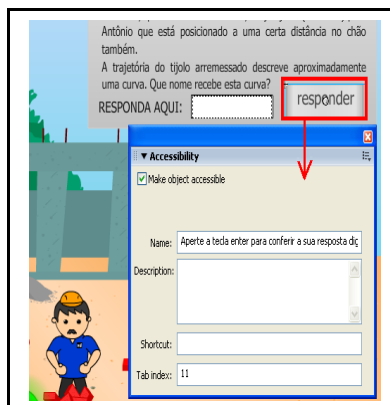 Antônio que está posicionado a uma certa distância no chão
também.
A trajetória do tijolo arremessado descreve aproximadamente
uma curva. Que nome recebe esta curva?
RESPONDA AQUI:
responder
Accessibility
Make object accessible
Name: Aperte a tecla enter para conferir a sua resposta dig
Description:
Shortcut:
Tab index: 11